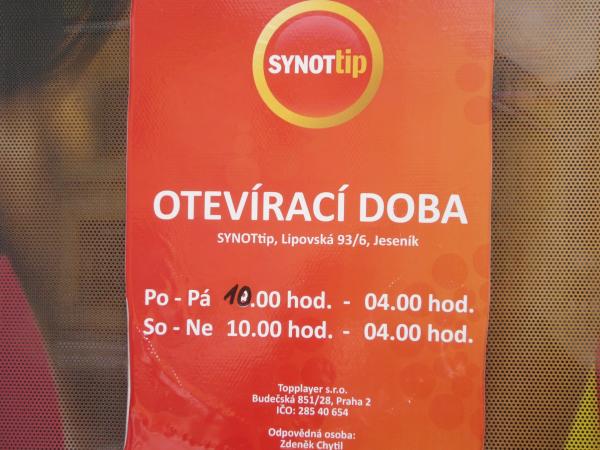 SYNOTtip
OTEVÍRACÍ DOBA
SYNOTtip, Lipovská 93/6, Jeseník
Po - Pá 10.00 hod. - 04.00 hod.
So - Ne 10.00 hod. - 04.00 hod.
Topplayer s.r.o.
Budečská 851/28, Praha 2
IČO: 285 40 654
Odpovědná osoba:
Zdeněk Chytil